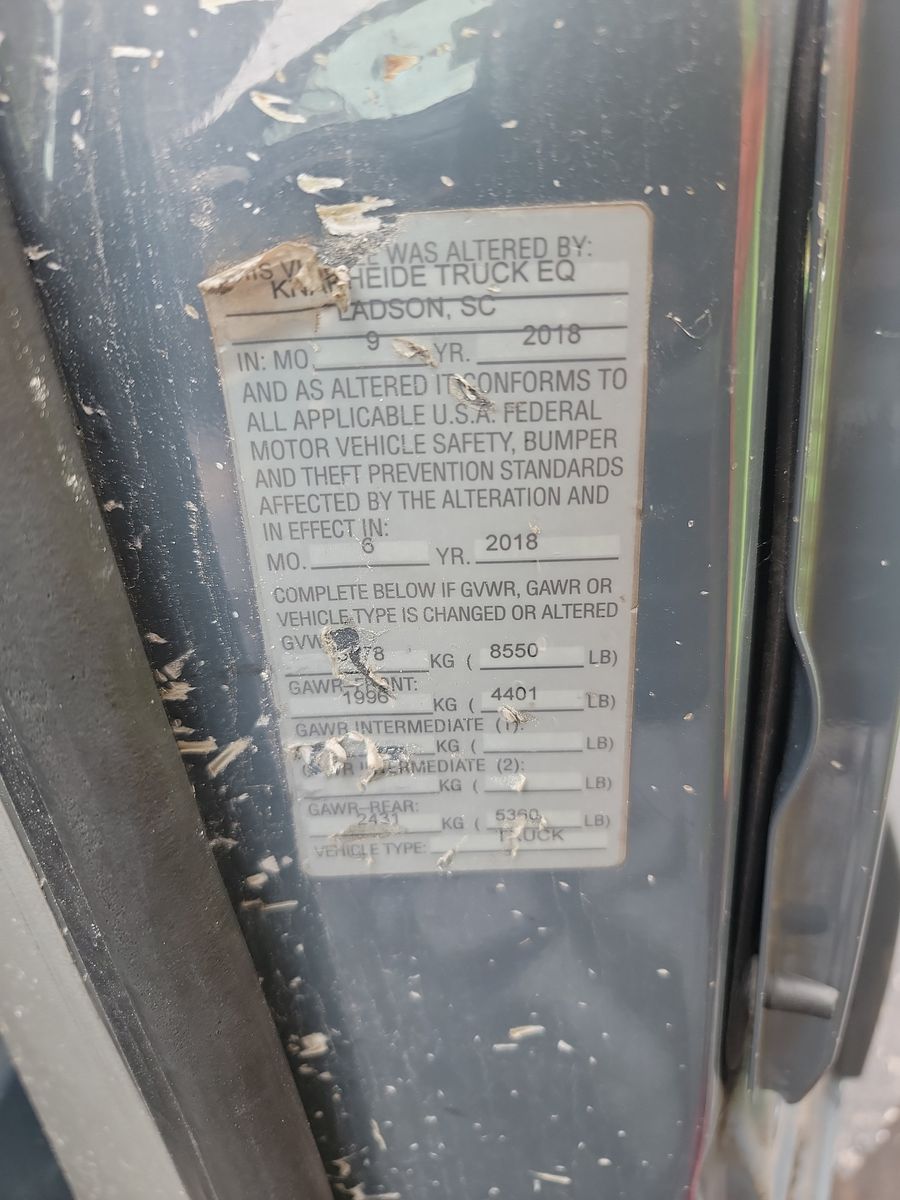 WAS ALTERED BY:
HEIDE TRUCK EQ
LADSON, SC
IN: MO. 9 YR. 2018
AND AS ALTERED IT CONFORMS TO
ALL APPLICABLE U.S.A. FEDERAL
MOTOR VEHICLE SAFETY, BUMPER
AND THEFT PREVENTION STANDARDS
AFFECTED BY THE ALTERATION AND
IN EFFECT IN:
MO. 6 YR. 2018
COMPLETE BELOW IF GVWR, GAWR OR
VEHICLE TYPE IS CHANGED OR ALTERED
KG ( 8550 LB)
GAWR-FRONT:
1996 KG ( 4401 LB)
GAWR INTERMEDIATE (1):
KG ( LB)
GAWR INTERMEDIATE (2):
KG ( LB)
GAWR-REAR:
2431 KG ( 5360 LB)
VEHICLE TYPE: TRUCK